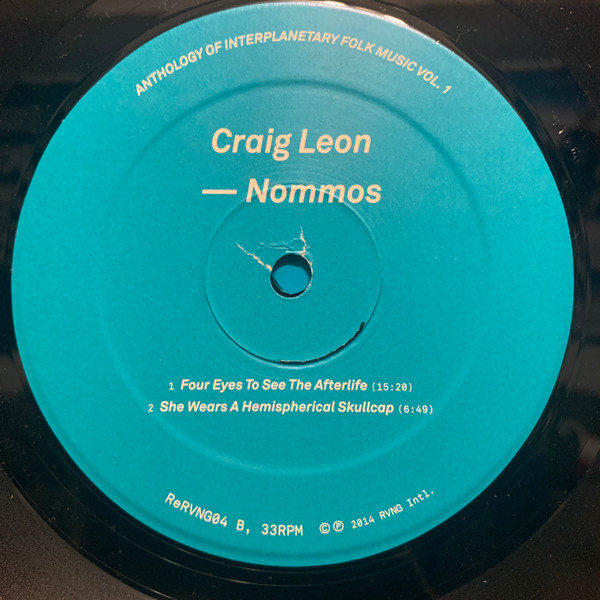 ANTHOLOGY OF INTERPLANETARY FOLK MUSIC VOL. 1
Craig Leon
— Nommos
1 Four Eyes To See The Afterlife (15:20)
2 She Wears A Hemispherical Skullcap (6:49)
ReRVNG04 B, 33RPM ©℗ 2014 RVNG Intl.